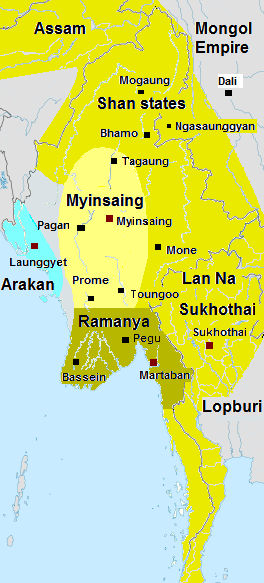 Assam
Mongol
Empire
Mogaung
Dali
Shan states
Ngasaunggyan
Bhamo
Tagaung
Myinsaing
Pagan
Myinsaing
Mone
Launggyet
Lan Na
Arakan
Prome
Toungoo
Sukhothai
Ramanya
Sukhothai
Pegu
Bassein
Martaban
Lopburi